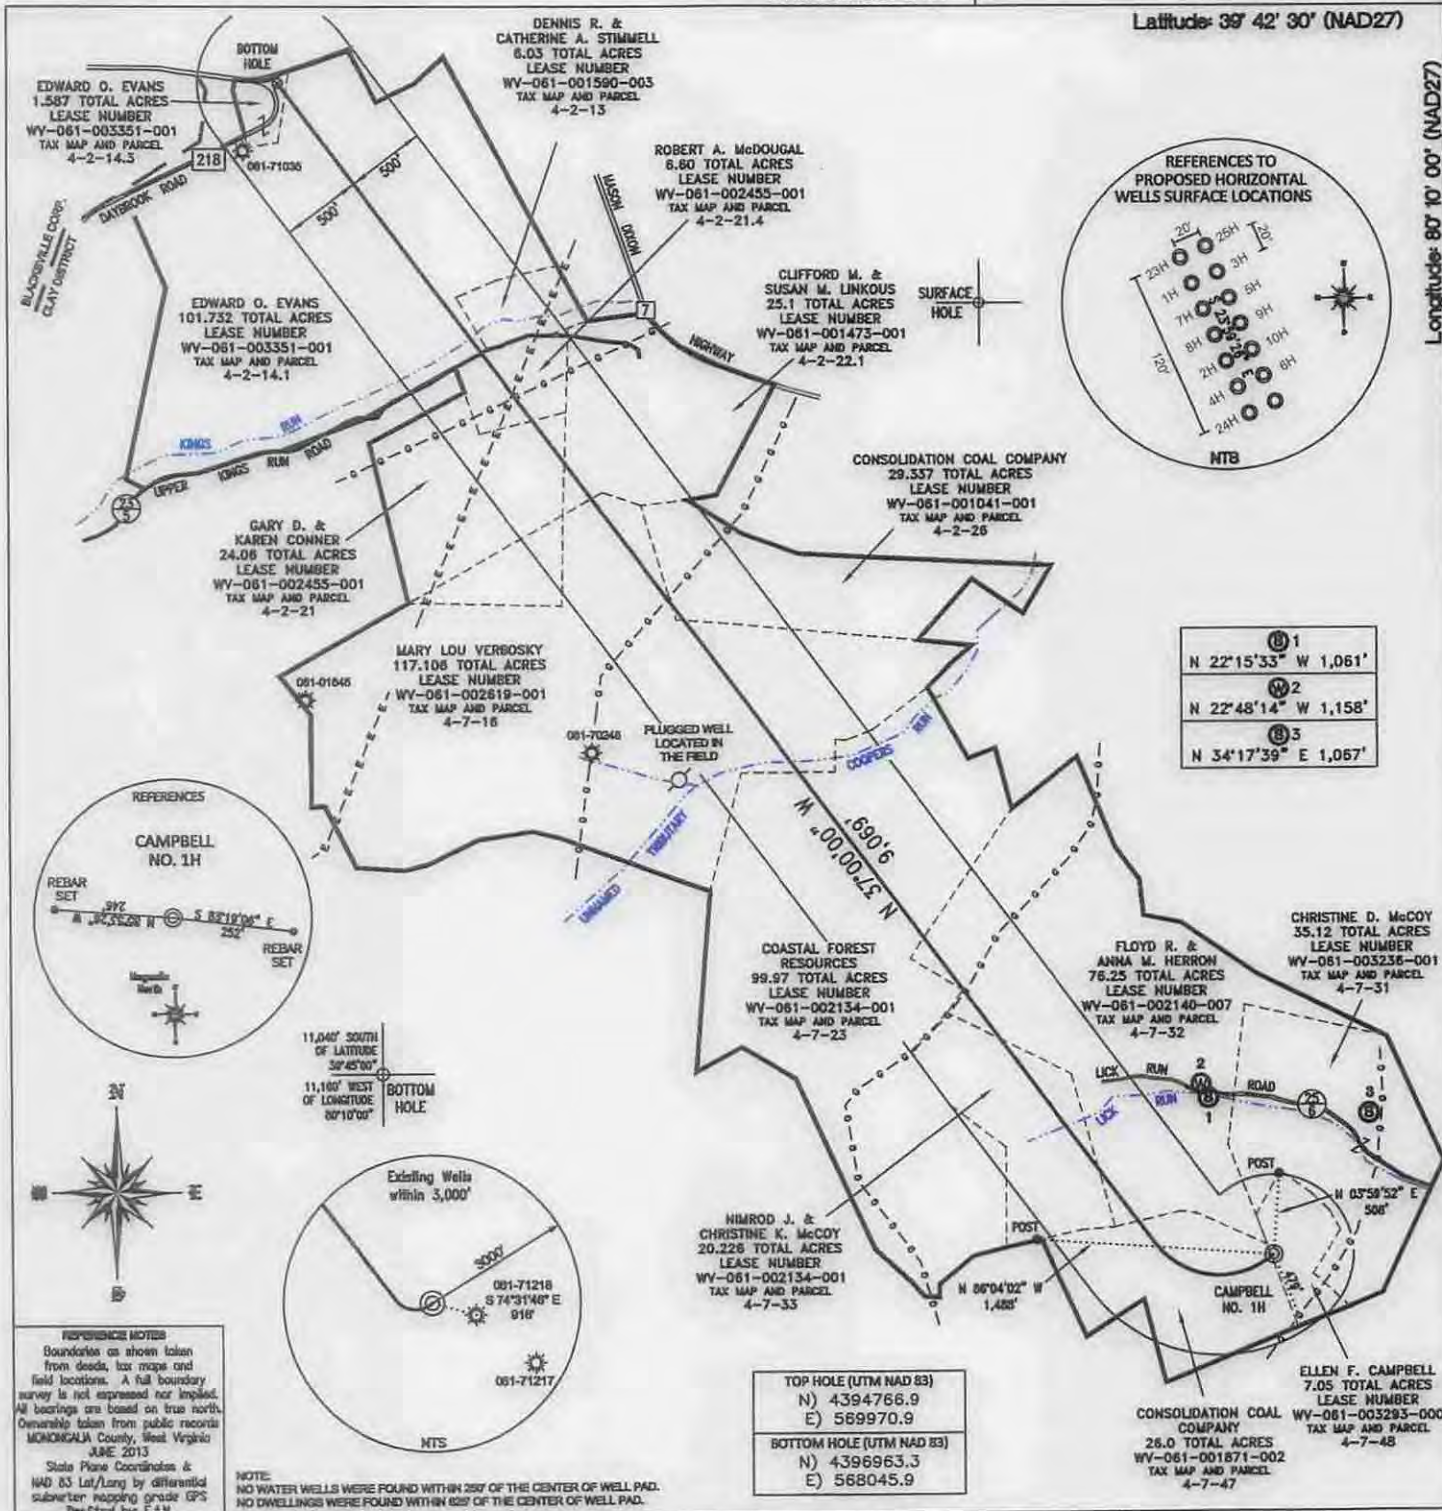 Latitude: 39° 42' 30" (NAD27)
Longitude: 80° 10' 00" (NAD27)
BOTTOM
HOLE
EDWARD O. EVANS
1.587 TOTAL ACRES
LEASE NUMBER
WV-061-003351-001
TAX MAP AND PARCEL
4-2-14.3
218
061-71035
DAYBROOK ROAD
BLACKSVILLE CORP.
CLAY DISTRICT
DENNIS R. &
CATHERINE A. STIMMELL
6.03 TOTAL ACRES
LEASE NUMBER
WV-061-001590-003
TAX MAP AND PARCEL
4-2-13
500'
500'
ROBERT A. McDOUGAL
6.60 TOTAL ACRES
LEASE NUMBER
WV-061-002455-001
TAX MAP AND PARCEL
4-2-21.4
MASON DIXON
7
HIGHWAY
EDWARD O. EVANS
101.732 TOTAL ACRES
LEASE NUMBER
WV-061-003351-001
TAX MAP AND PARCEL
4-2-14.1
CLIFFORD M. &
SUSAN M. LINKOUS
25.1 TOTAL ACRES
LEASE NUMBER
WV-061-001473-001
TAX MAP AND PARCEL
4-2-22.1
SURFACE
HOLE
REFERENCES TO
PROPOSED HORIZONTAL
WELLS SURFACE LOCATIONS
20'
25H
20'
23H
3H
1H
5H
7H
9H
8H
10H
2H
6H
4H
24H
120'
NTS
KINGS RUN
UPPER KINGS RUN ROAD
23
5
GARY D. &
KAREN CONNER
24.06 TOTAL ACRES
LEASE NUMBER
WV-061-002455-001
TAX MAP AND PARCEL
4-2-21
CONSOLIDATION COAL COMPANY
29.337 TOTAL ACRES
LEASE NUMBER
WV-061-001041-001
TAX MAP AND PARCEL
4-2-26
B 1
N 22°15'33" W 1,061'
W 2
N 22°48'14" W 1,158'
B 3
N 34°17'39" E 1,067'
MARY LOU VERBOSKY
117.106 TOTAL ACRES
LEASE NUMBER
WV-061-002619-001
TAX MAP AND PARCEL
4-7-16
061-01645
061-70246
PLUGGED WELL
LOCATED IN
THE FIELD
COOPERS RUN
UNNAMED TRIBUTARY
N 37°00'00" W
9,069'
REFERENCES
CAMPBELL
NO. 1H
REBAR
SET
246'
252'
REBAR
SET
Magnetic
North
COASTAL FOREST
RESOURCES
99.97 TOTAL ACRES
LEASE NUMBER
WV-061-002134-001
TAX MAP AND PARCEL
4-7-23
FLOYD R. &
ANNA M. HERRON
76.25 TOTAL ACRES
LEASE NUMBER
WV-061-002140-007
TAX MAP AND PARCEL
4-7-32
CHRISTINE D. McCOY
35.12 TOTAL ACRES
LEASE NUMBER
WV-061-003236-001
TAX MAP AND PARCEL
4-7-31
11,040' SOUTH
OF LATITUDE
39°45'00"
11,160' WEST
OF LONGITUDE
80°10'00"
BOTTOM
HOLE
LICK RUN ROAD
LICK RUN
2
W
B
1
25
6
3
B
POST
N 03°59'52" E
508'
N
E
Existing Wells
within 3,000'
3000'
061-71218
S 74°31'46" E
916'
061-71217
NTS
NIMROD J. &
CHRISTINE K. McCOY
20.226 TOTAL ACRES
LEASE NUMBER
WV-061-002134-001
TAX MAP AND PARCEL
4-7-33
POST
N 86°04'02" W
1,488'
CAMPBELL
NO. 1H
479'
ELLEN F. CAMPBELL
7.05 TOTAL ACRES
LEASE NUMBER
WV-061-003293-000
TAX MAP AND PARCEL
4-7-48
CONSOLIDATION COAL
COMPANY
26.0 TOTAL ACRES
WV-061-001871-002
TAX MAP AND PARCEL
4-7-47
REFERENCE NOTES
Boundaries as shown taken
from deeds, tax maps and
field locations. A full boundary
survey is not expressed nor implied.
All bearings are based on true north.
Ownership taken from public records
MONONGALIA County, West Virginia
JUNE 2013
State Plane Coordinates &
NAD 83 Lat/Long by differential
submeter mapping grade GPS
TOP HOLE (UTM NAD 83)
N) 4394766.9
E) 569970.9
BOTTOM HOLE (UTM NAD 83)
N) 4396963.3
E) 568045.9
NOTE:
NO WATER WELLS WERE FOUND WITHIN 250' OF THE CENTER OF WELL PAD.
NO DWELLINGS WERE FOUND WITHIN 625' OF THE CENTER OF WELL PAD.